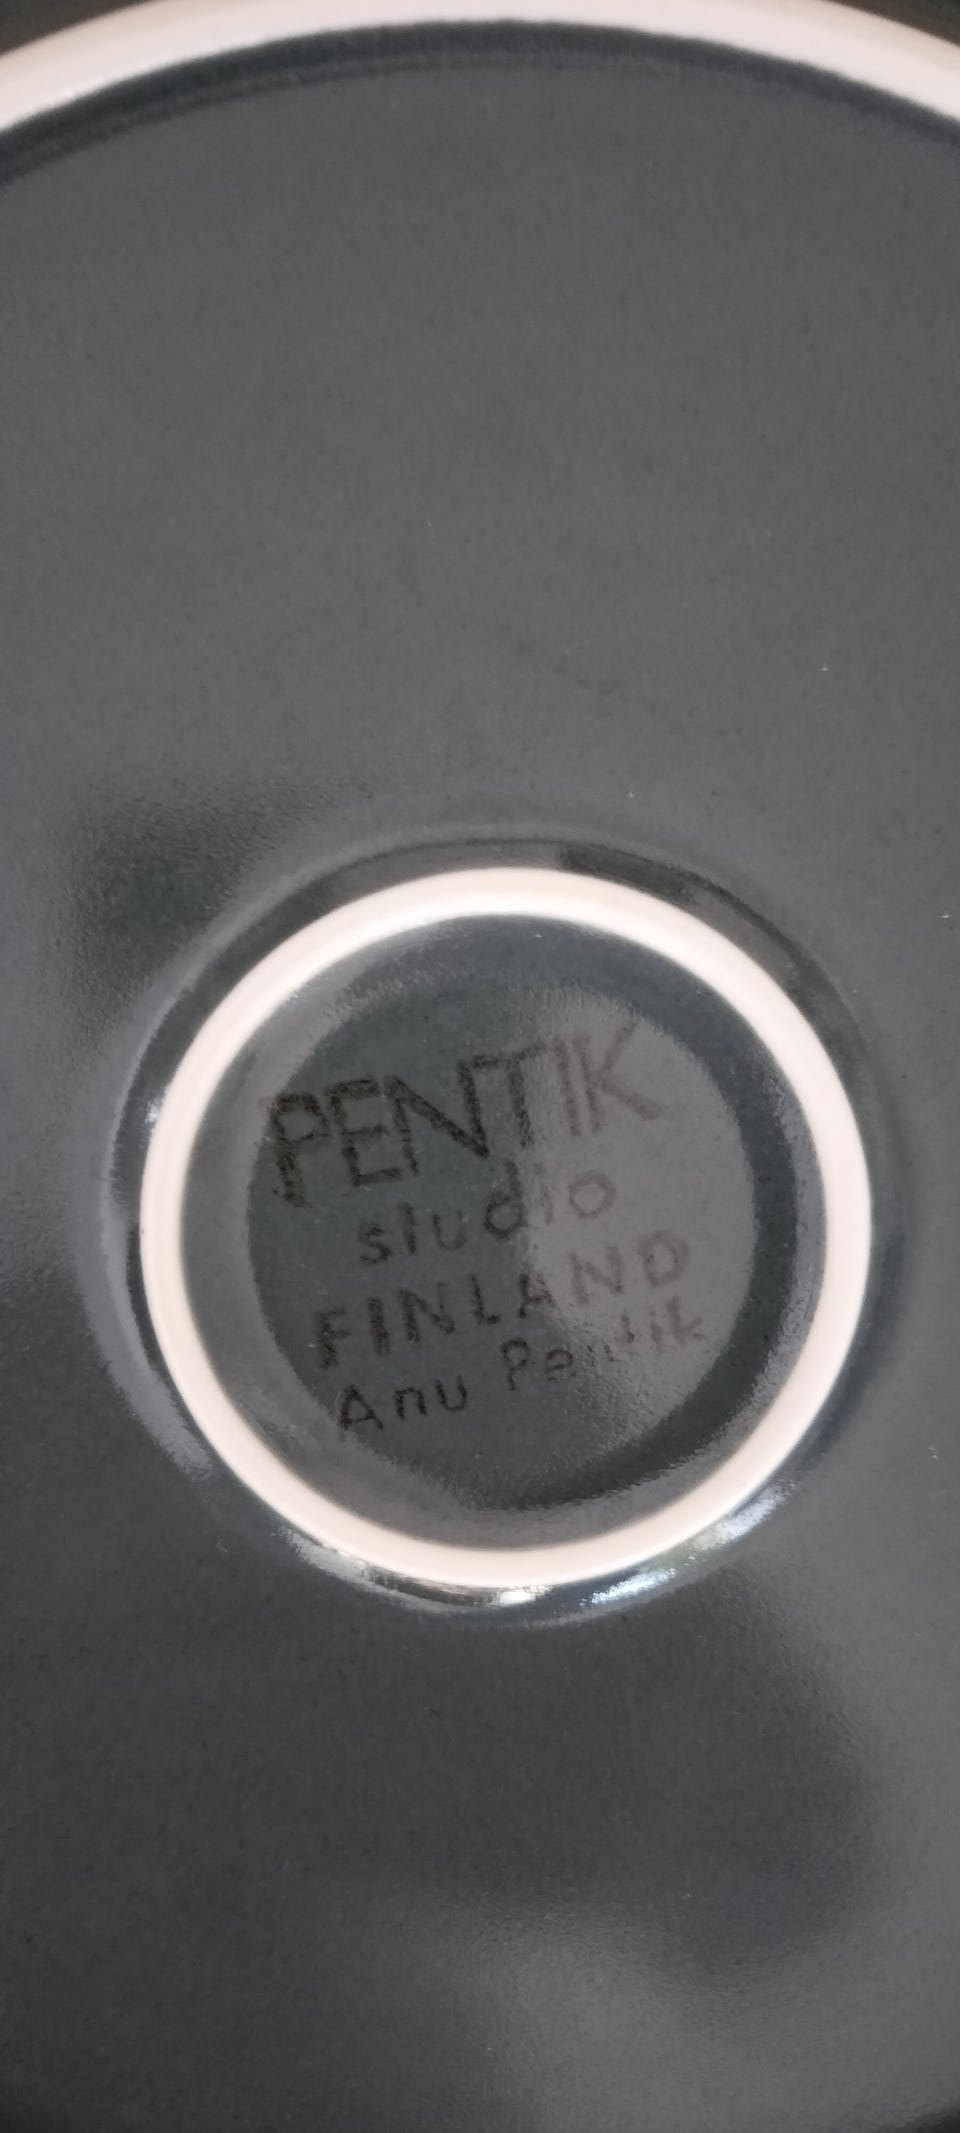 PENTIK
studio
FINLAND
Anu Pentik